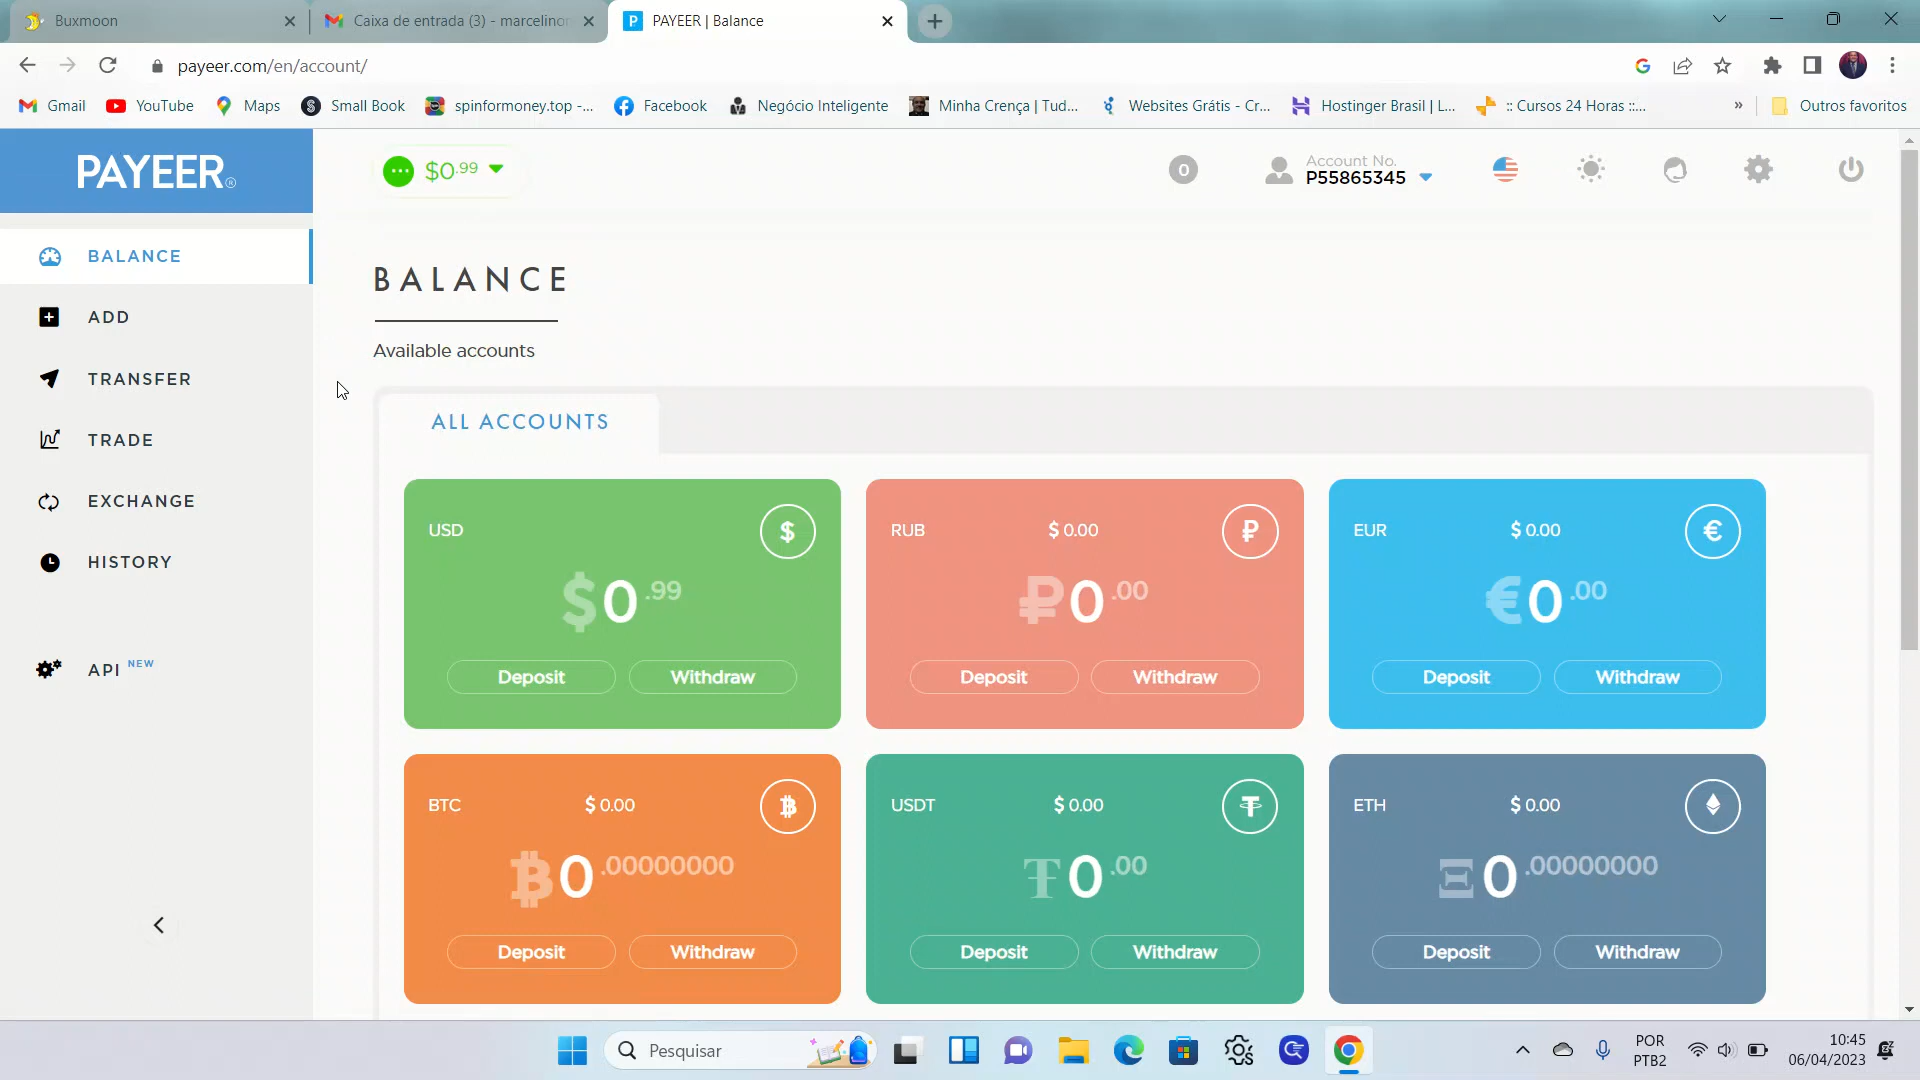 Buxmoon
Caixa de entrada (3) - marcelinon
PAYEER | Balance
payeer.com/en/account/
Gmail
YouTube
Maps
Small Book
spinformoney.top -...
Facebook
Negócio Inteligente
Minha Crença | Tud...
Websites Grátis - Cr...
Hostinger Brasil | L...
:: Cursos 24 Horas ::...
»
Outros favoritos
PAYEER®
$0.99
0
Account No.
P55865345
BALANCE
ADD
TRANSFER
TRADE
EXCHANGE
HISTORY
API NEW
BALANCE
Available accounts
ALL ACCOUNTS
USD
$
$0.99
Deposit
Withdraw
RUB
$ 0.00
₽
₽0.00
Deposit
Withdraw
EUR
$ 0.00
€
€0.00
Deposit
Withdraw
BTC
$ 0.00
₿
₿0.00000000
Deposit
Withdraw
USDT
$ 0.00
₮
₮0.00
Deposit
Withdraw
ETH
$ 0.00
Ξ0.00000000
Deposit
Withdraw
Pesquisar
POR
PTB2
10:45
06/04/2023